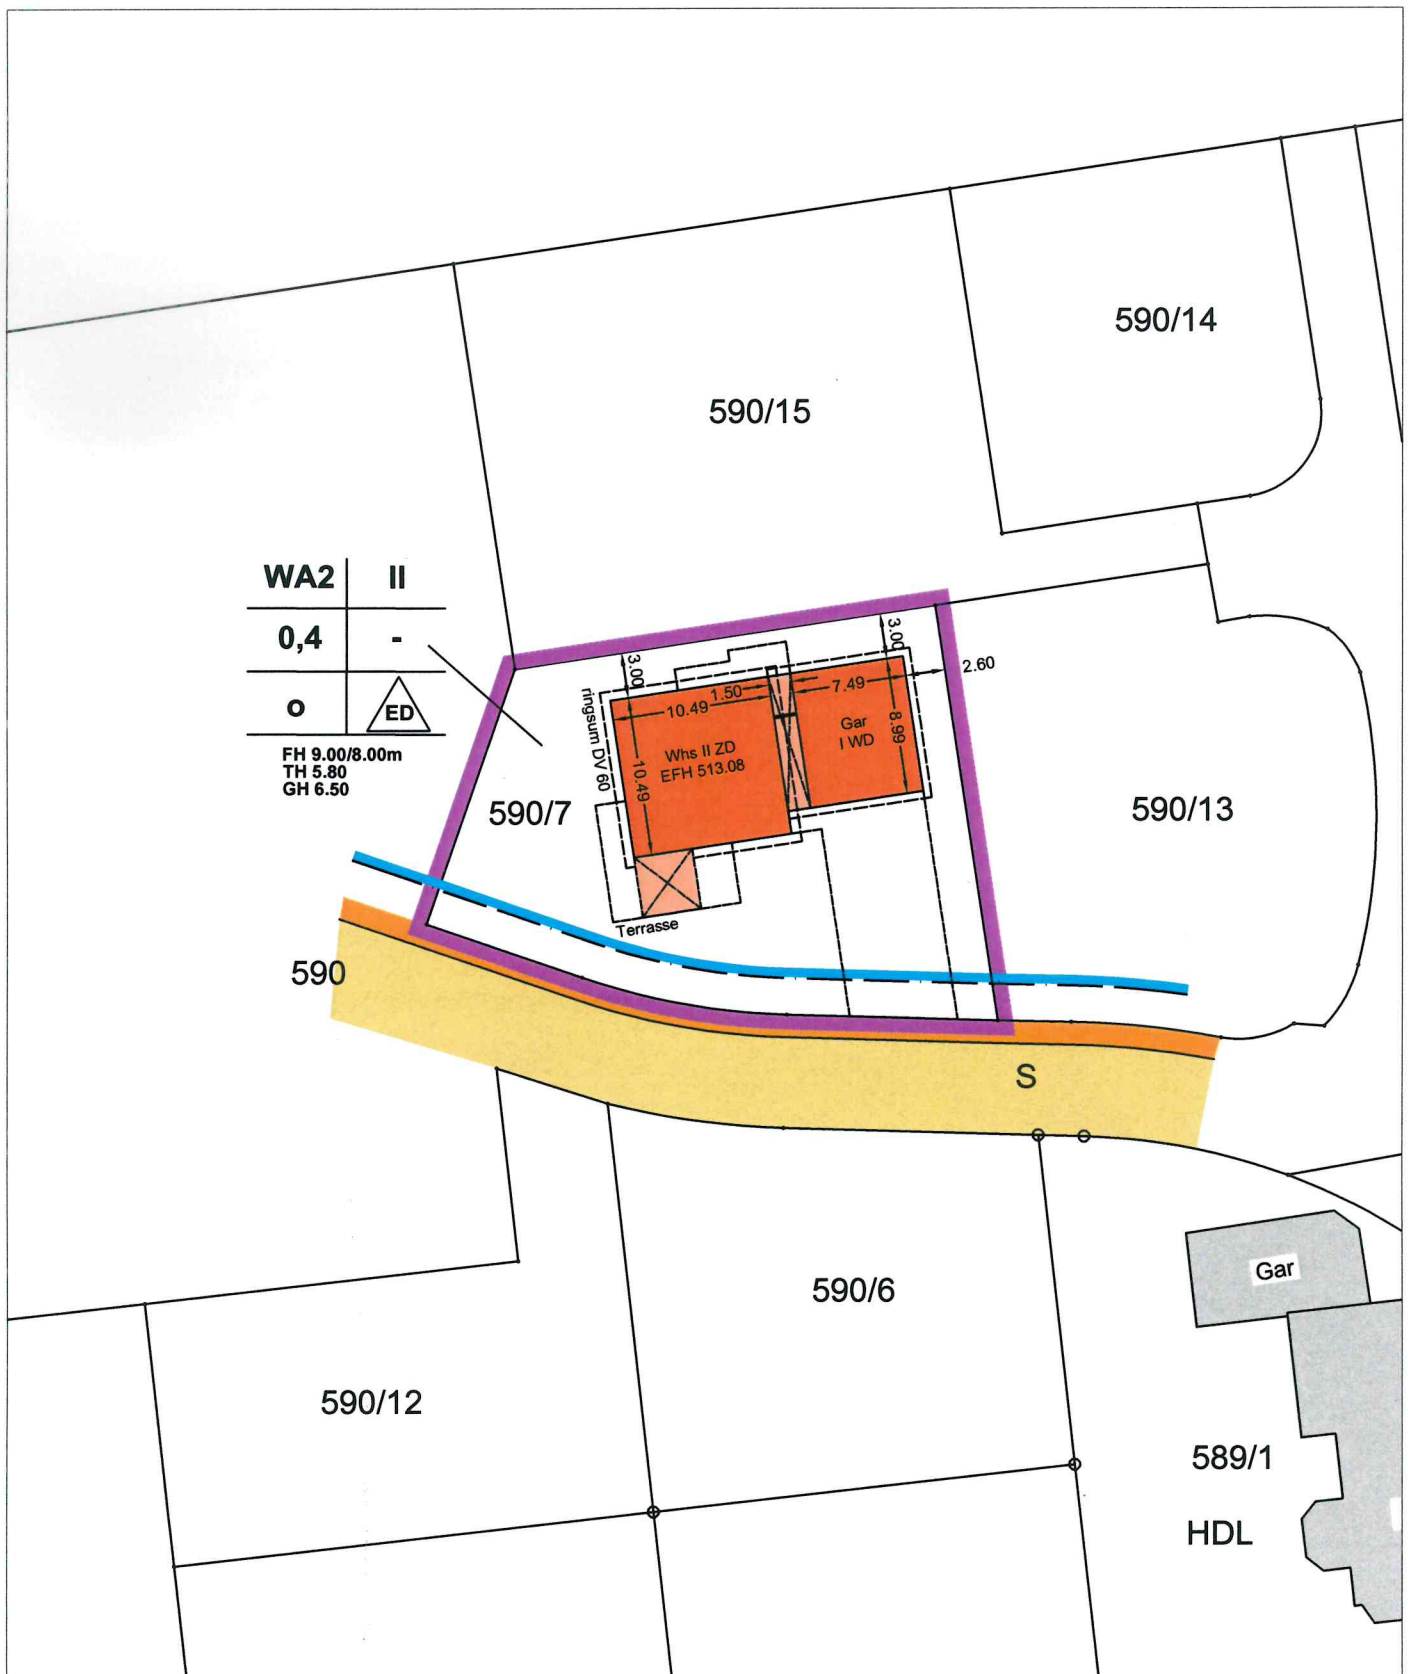 590/14
590/15
WA2 II
0,4 -
o ED
FH 9.00/8.00m
TH 5.80
GH 6.50
3.00
3.00
2.60
ringsum DV 60
1.50
10.49
7.49
Whs II ZD
EFH 513.08
10.49
Gar
I WD
8.99
590/7
590/13
Terrasse
590
S
590/6
Gar
590/12
589/1
HDL